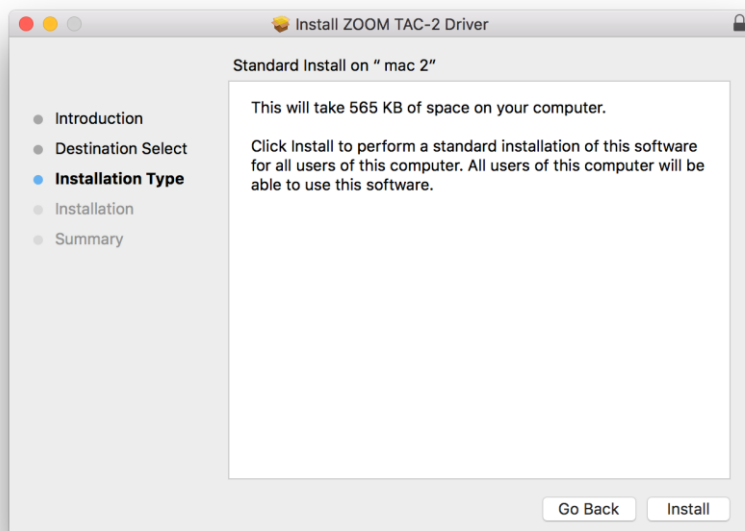 Install ZOOM TAC-2 Driver
Standard Install on “ mac 2”
Introduction
Destination Select
Installation Type
Installation
Summary
This will take 565 KB of space on your computer.
Click Install to perform a standard installation of this software
for all users of this computer. All users of this computer will be
able to use this software.
Go Back
Install